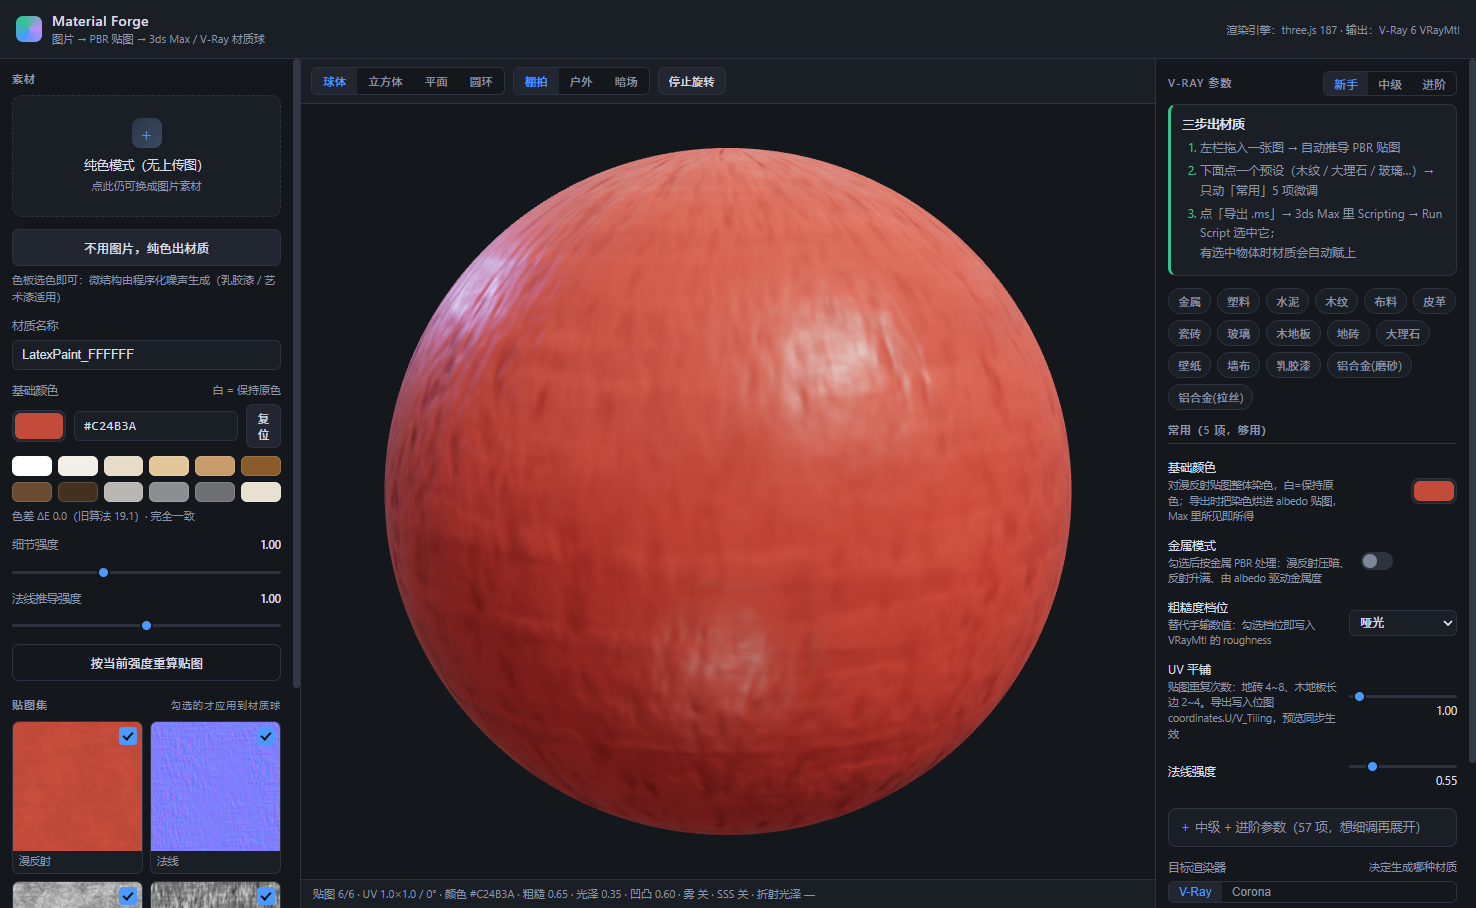 Material Forge
图片 → PBR 贴图 → 3ds Max / V-Ray 材质球
渲染引擎：three.js 187 · 输出：V-Ray 6 VRayMtl
素材
+
纯色模式（无上传图）
点此仍可换成图片素材
不用图片，纯色出材质
色板选色即可：微结构由程序化噪声生成（乳胶漆 / 艺
术漆适用）
材质名称
LatexPaint_FFFFFF
基础颜色
白 = 保持原色
#C24B3A
复
位
色差 ΔE 0.0（旧算法 19.1）· 完全一致
细节强度
1.00
法线推导强度
1.00
按当前强度重算贴图
贴图集
勾选的才应用到材质球
漫反射
法线
球体
立方体
平面
圆环
棚拍
户外
暗场
停止旋转
贴图 6/6 · UV 1.0×1.0 / 0° · 颜色 #C24B3A · 粗糙 0.65 · 光泽 0.35 · 凹凸 0.60 · 雾 关 · SSS 关 · 折射光泽 —
V-RAY 参数
新手
中级
进阶
三步出材质
1. 左栏拖入一张图 → 自动推导 PBR 贴图
2. 下面点一个预设（木纹 / 大理石 / 玻璃...）→
只动「常用」5 项微调
3. 点「导出 .ms」→ 3ds Max 里 Scripting → Run
Script 选中它；
有选中物体时材质会自动赋上
金属
塑料
水泥
木纹
布料
皮革
瓷砖
玻璃
木地板
地砖
大理石
壁纸
墙布
乳胶漆
铝合金(磨砂)
铝合金(拉丝)
常用（5 项，够用）
基础颜色
对漫反射贴图整体染色，白=保持原
色；导出时把染色烘进 albedo 贴图，
Max 里所见即所得
金属模式
勾选后按金属 PBR 处理：漫反射压暗、
反射升满、由 albedo 驱动金属度
粗糙度档位
替代手输数值：勾选档位即写入
VRayMtl 的 roughness
哑光
UV 平铺
贴图重复次数：地砖 4~8、木地板长
边 2~4。导出写入位图
coordinates.U/V_Tiling，预览同步生
效
1.00
法线强度
0.55
+ 中级 + 进阶参数（57 项，想细调再展开）
目标渲染器
决定生成哪种材质
V-Ray
Corona